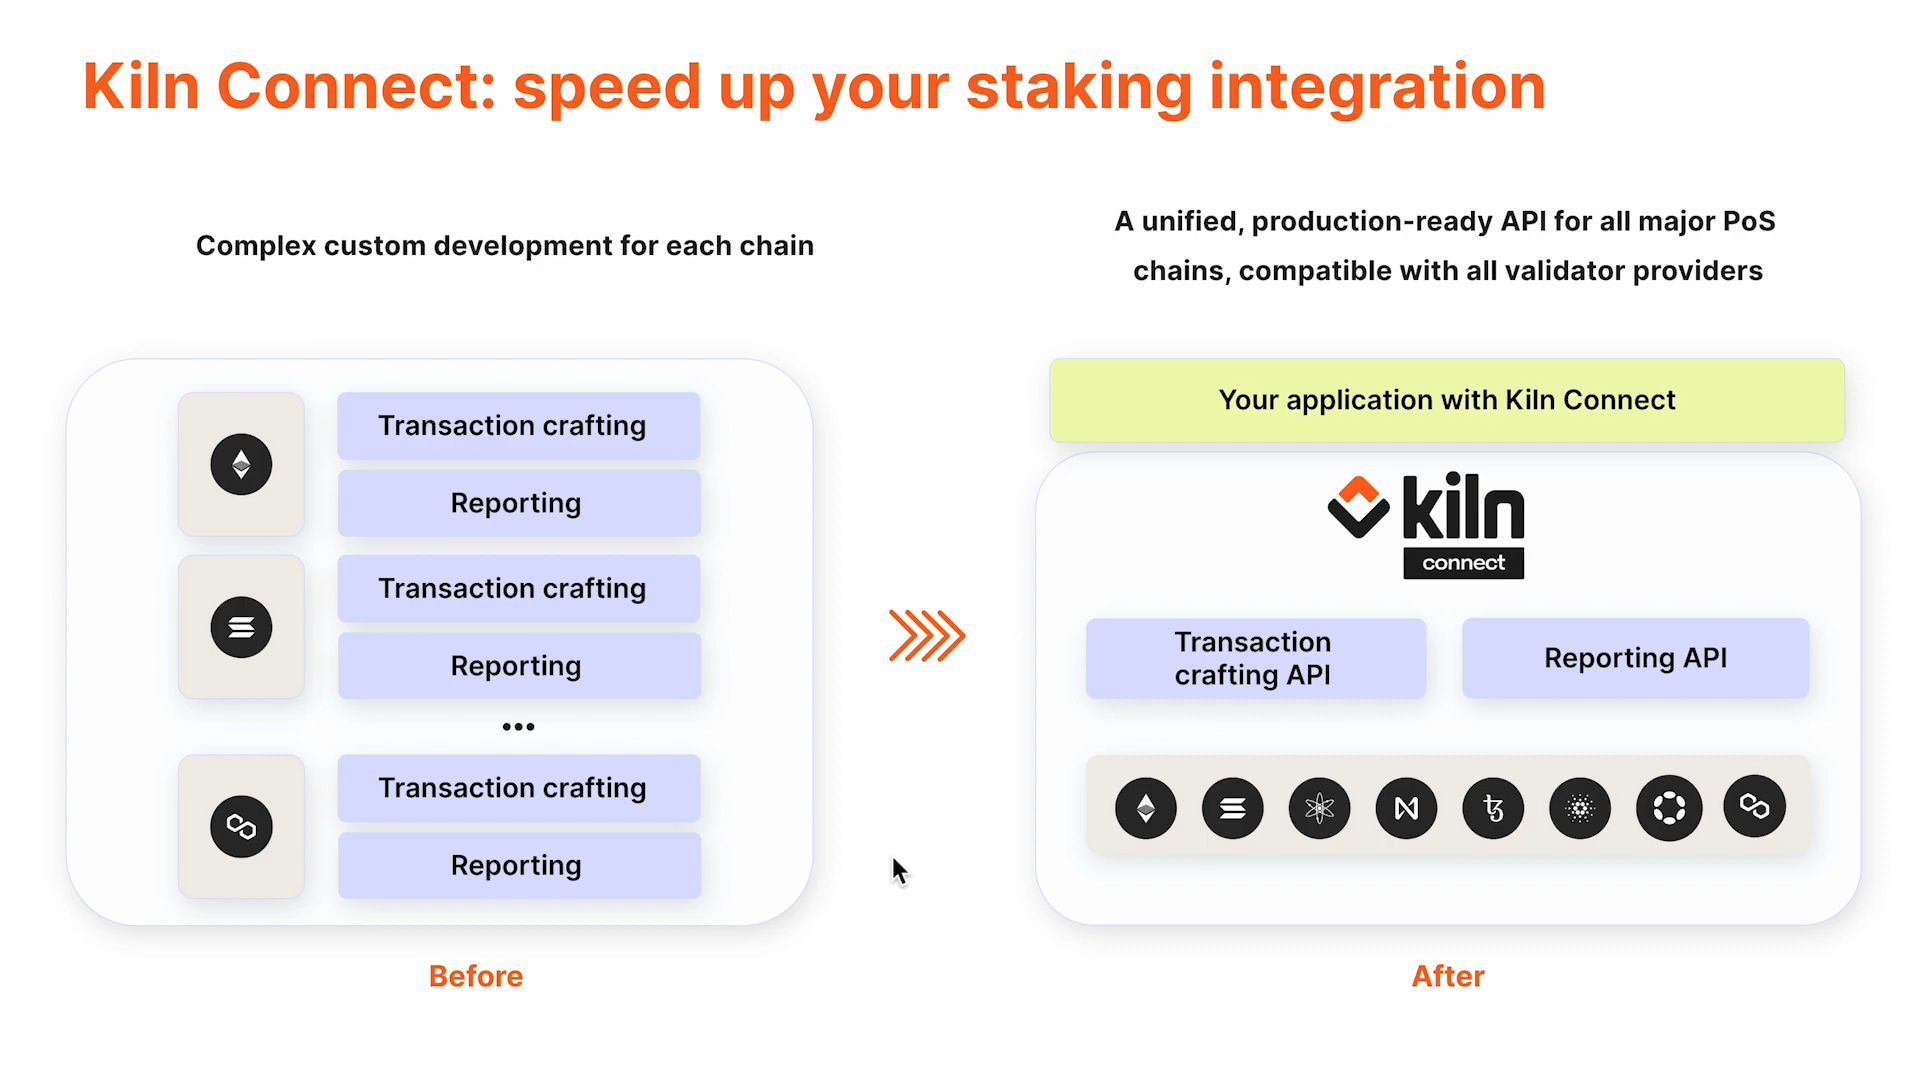 Kiln Connect: speed up your staking integration
Complex custom development for each chain
A unified, production-ready API for all major PoS
chains, compatible with all validator providers
Transaction crafting
Reporting
Transaction crafting
Reporting
...
Transaction crafting
Reporting
Before
Your application with Kiln Connect
kiln
connect
Transaction
crafting API
Reporting API
After